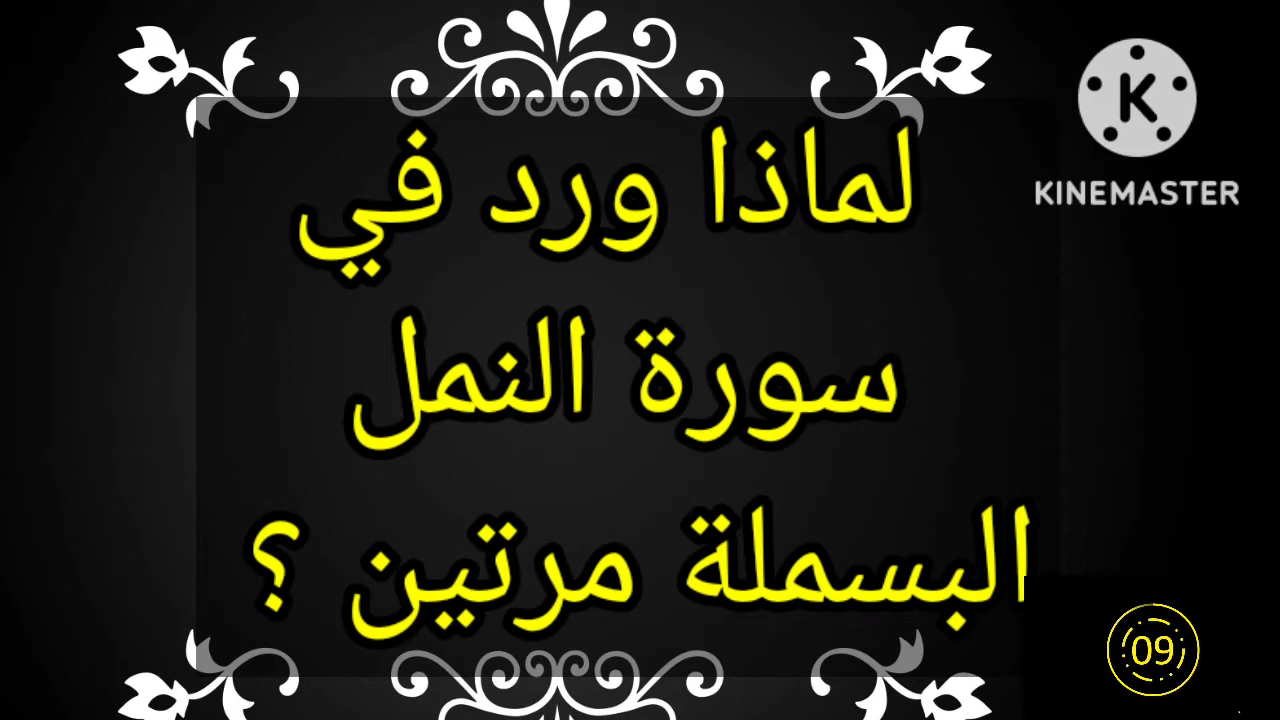 لماذا ورد في
سورة النمل
البسملة مرتين ؟
K
KINEMASTER
09